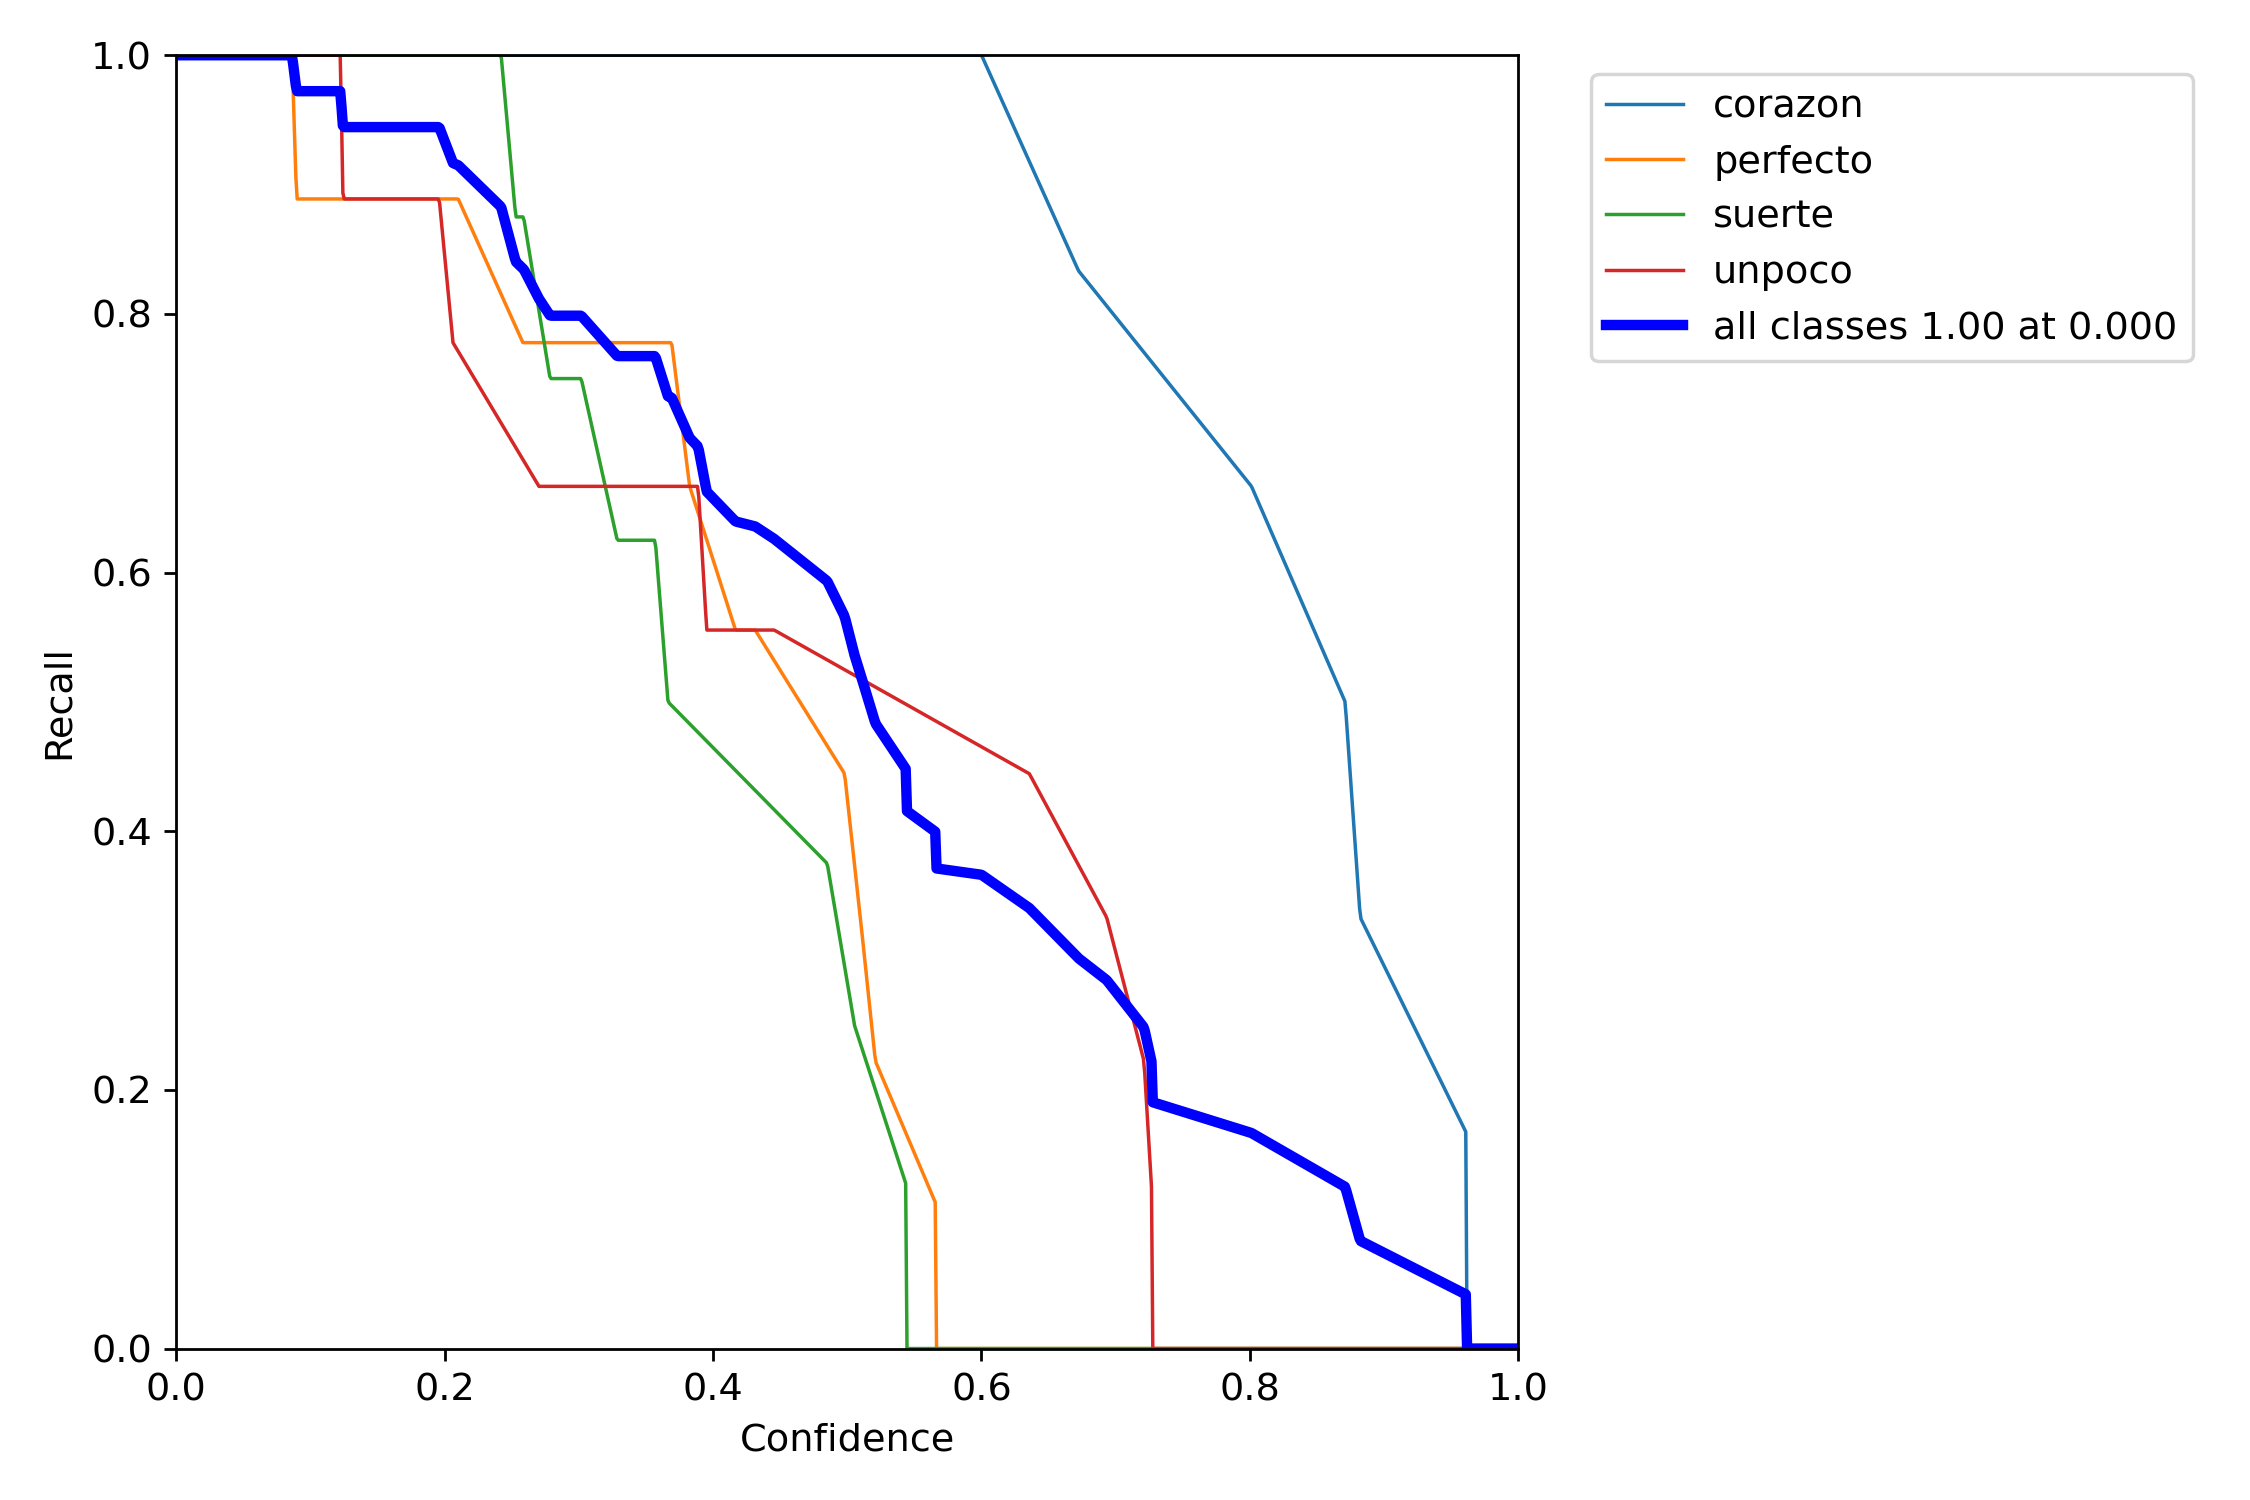 1.0
0.8
0.6
0.4
0.2
0.0
Recall
0.0 0.2 0.4 0.6 0.8 1.0
Confidence
corazon
perfecto
suerte
unpoco
all classes 1.00 at 0.000